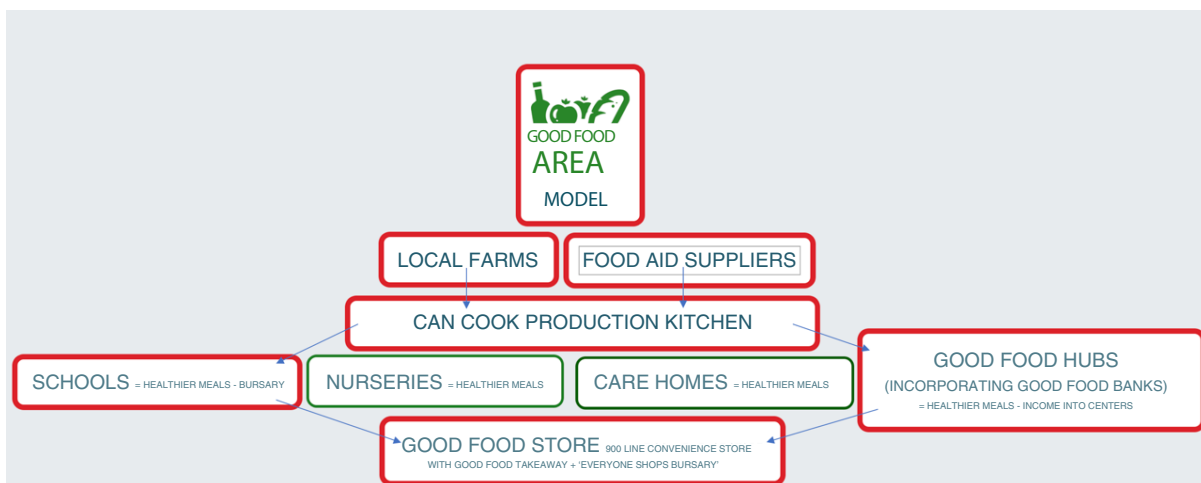 GOOD FOOD
AREA
MODEL
LOCAL FARMS
FOOD AID SUPPLIERS
CAN COOK PRODUCTION KITCHEN
SCHOOLS = HEALTHIER MEALS - BURSARY
NURSERIES = HEALTHIER MEALS
CARE HOMES = HEALTHIER MEALS
GOOD FOOD HUBS
(INCORPORATING GOOD FOOD BANKS)
= HEALTHIER MEALS - INCOME INTO CENTERS
GOOD FOOD STORE 900 LINE CONVENIENCE STORE
WITH GOOD FOOD TAKEAWAY + ‘EVERYONE SHOPS BURSARY’